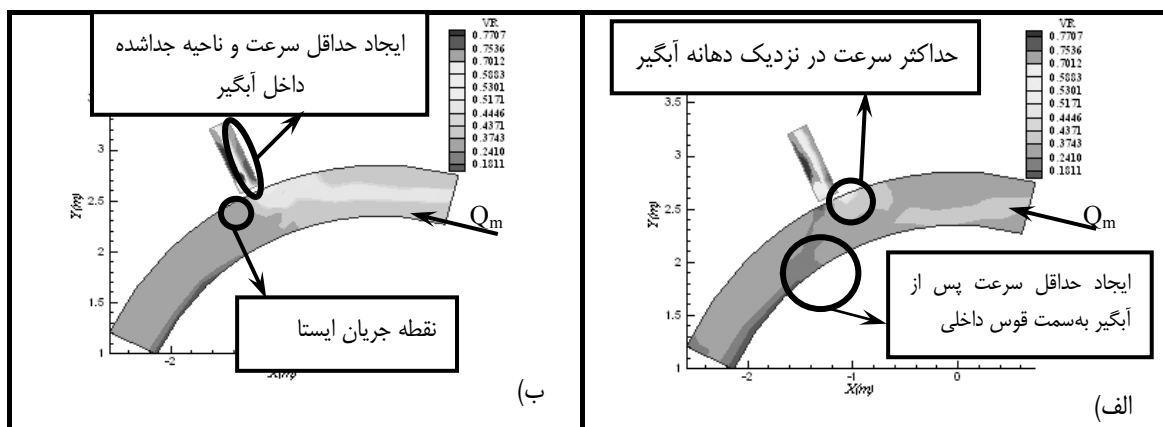 حداکثر سرعت در نزدیک دهانه آبگیر
VR
0.7707
0.7536
0.7012
0.5883
0.5301
0.5171
0.4446
0.4371
0.3743
0.2410
0.1811
3.5
3
2.5
2
1.5
1
Y(m)
Qm
ایجاد حداقل سرعت پس از
آبگیر به‌سمت قوس داخلی
-2
-1
0
X(m)
الف)
ایجاد حداقل سرعت و ناحیه جداشده
داخل آبگیر
VR
0.7707
0.7536
0.7012
0.5883
0.5301
0.5171
0.4446
0.4371
0.3743
0.2410
0.1811
3
2.5
2
1.5
1
Y(m)
Qm
نقطه جریان ایستا
-2
X(m)
ب)